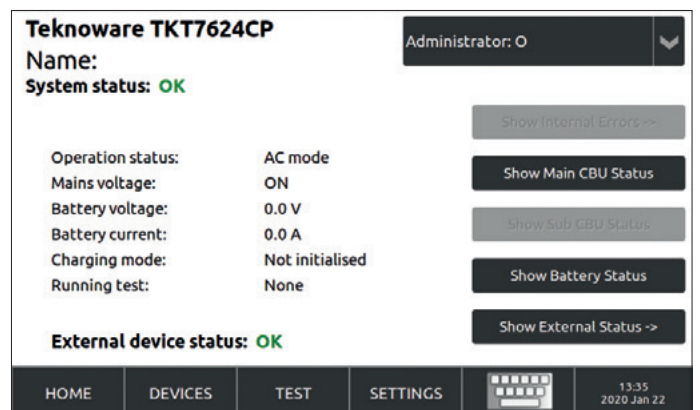 Teknoware TKT7624CP
Administrator: O
Name:
System status: OK
Show Internal Errors ->
Operation status: AC mode
Show Main CBU Status
Mains voltage: ON
Battery voltage: 0.0 V
Show Sub CBU Status
Battery current: 0.0 A
Charging mode: Not initialised
Show Battery Status
Running test: None
Show External Status ->
External device status: OK
HOME DEVICES TEST SETTINGS 13:35
2020 Jan 22